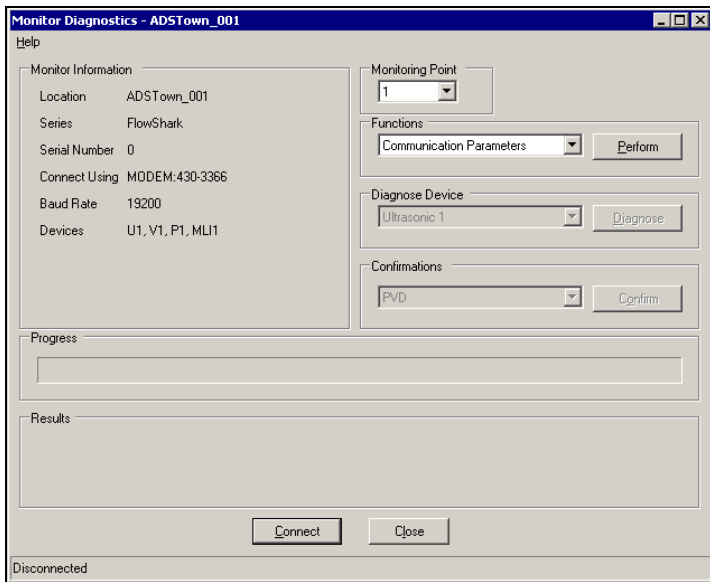 Monitor Diagnostics - ADSTown_001
Help
Monitor Information
Location ADSTown_001
Series FlowShark
Serial Number 0
Connect Using MODEM:430-3366
Baud Rate 19200
Devices U1, V1, P1, MLI1
Monitoring Point
1
Functions
Communication Parameters Perform
Diagnose Device
Ultrasonic 1 Diagnose
Confirmations
PVD Confirm
Progress
Results
Connect Close
Disconnected